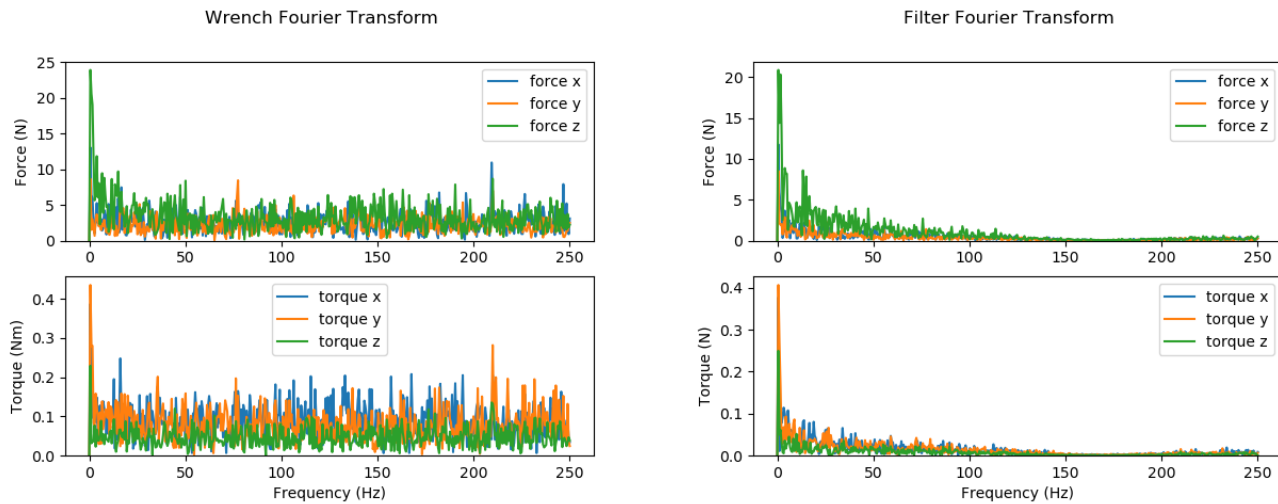 Wrench Fourier Transform
Filter Fourier Transform
25
20
15
10
5
0
Force (N)
force x
force y
force z
0 50 100 150 200 250
20
15
10
5
0
Force (N)
force x
force y
force z
0 50 100 150 200 250
0.4
0.3
0.2
0.1
0.0
Torque (Nm)
torque x
torque y
torque z
0 50 100 150 200 250
Frequency (Hz)
0.4
0.3
0.2
0.1
0.0
Torque (N)
torque x
torque y
torque z
0 50 100 150 200 250
Frequency (Hz)